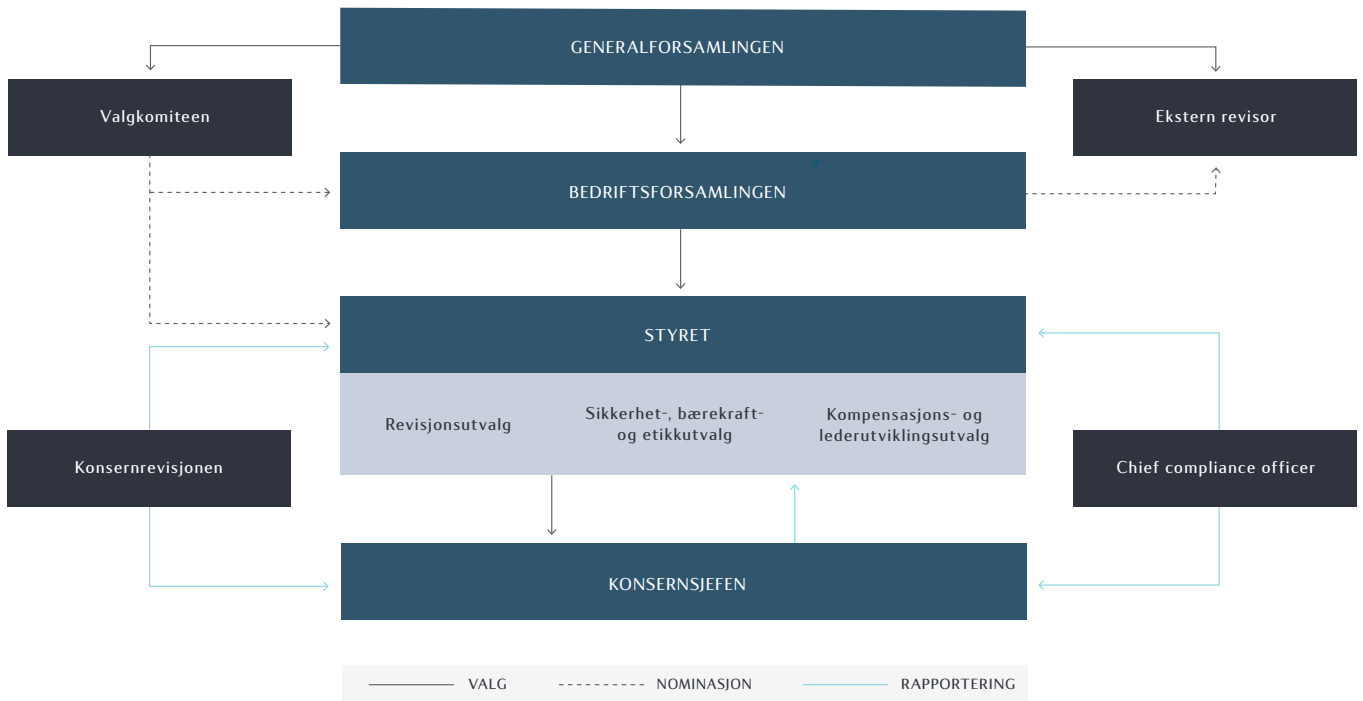 GENERALFORSAMLINGEN
Valgkomiteen
Ekstern revisor
BEDRIFTSFORSAMLINGEN
STYRET
Revisjonsutvalg
Sikkerhet-, bærekraft-
og etikkutvalg
Kompensasjons- og
lederutviklingsutvalg
Konsernrevisjonen
Chief compliance officer
KONSERNSJEFEN
VALG
NOMINASJON
RAPPORTERING